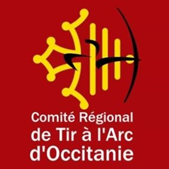 Comité Régional
de Tir à l'Arc
d'Occitanie